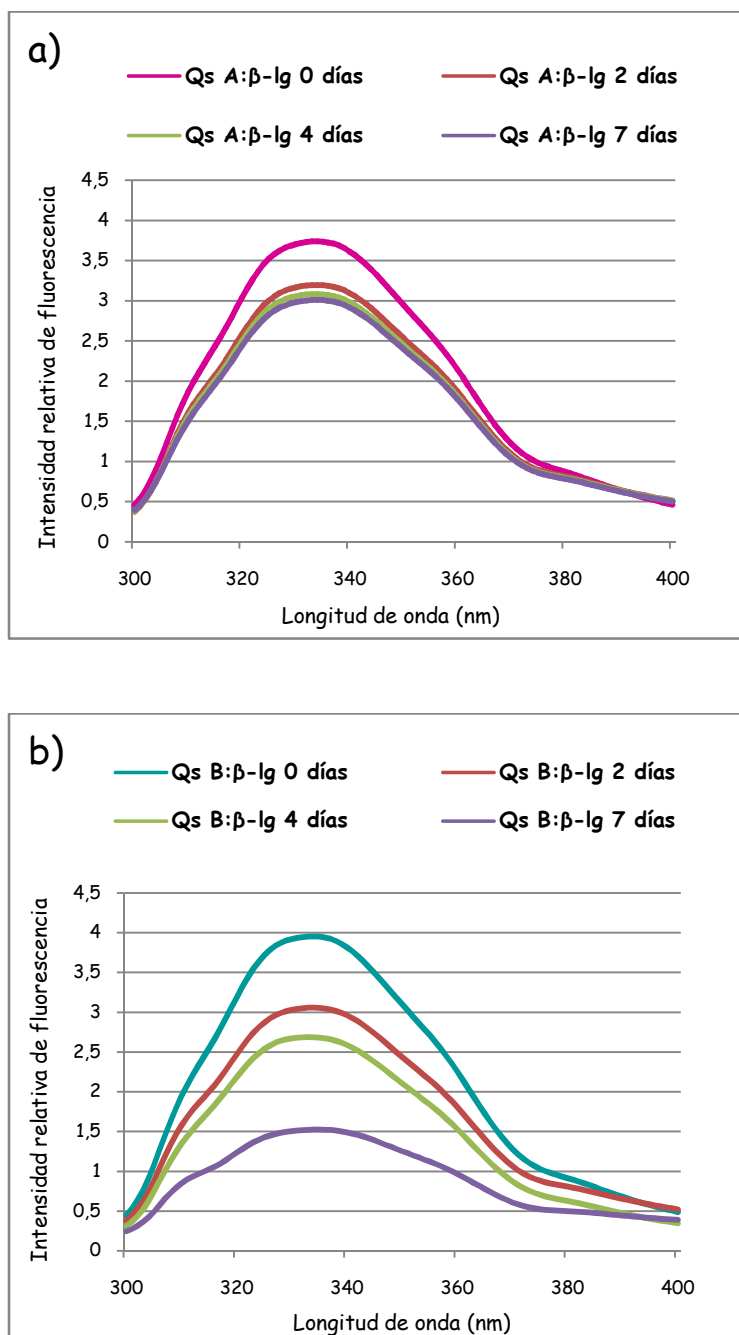 a)
Qs A:β-lg 0 días Qs A:β-lg 2 días
Qs A:β-lg 4 días Qs A:β-lg 7 días
Intensidad relativa de fluorescencia
4,5
4
3,5
3
2,5
2
1,5
1
0,5
0
300 320 340 360 380 400
Longitud de onda (nm)
b)
Qs B:β-lg 0 días Qs B:β-lg 2 días
Qs B:β-lg 4 días Qs B:β-lg 7 días
Intensidad relativa de fluorescencia
4,5
4
3,5
3
2,5
2
1,5
1
0,5
0
300 320 340 360 380 400
Longitud de onda (nm)